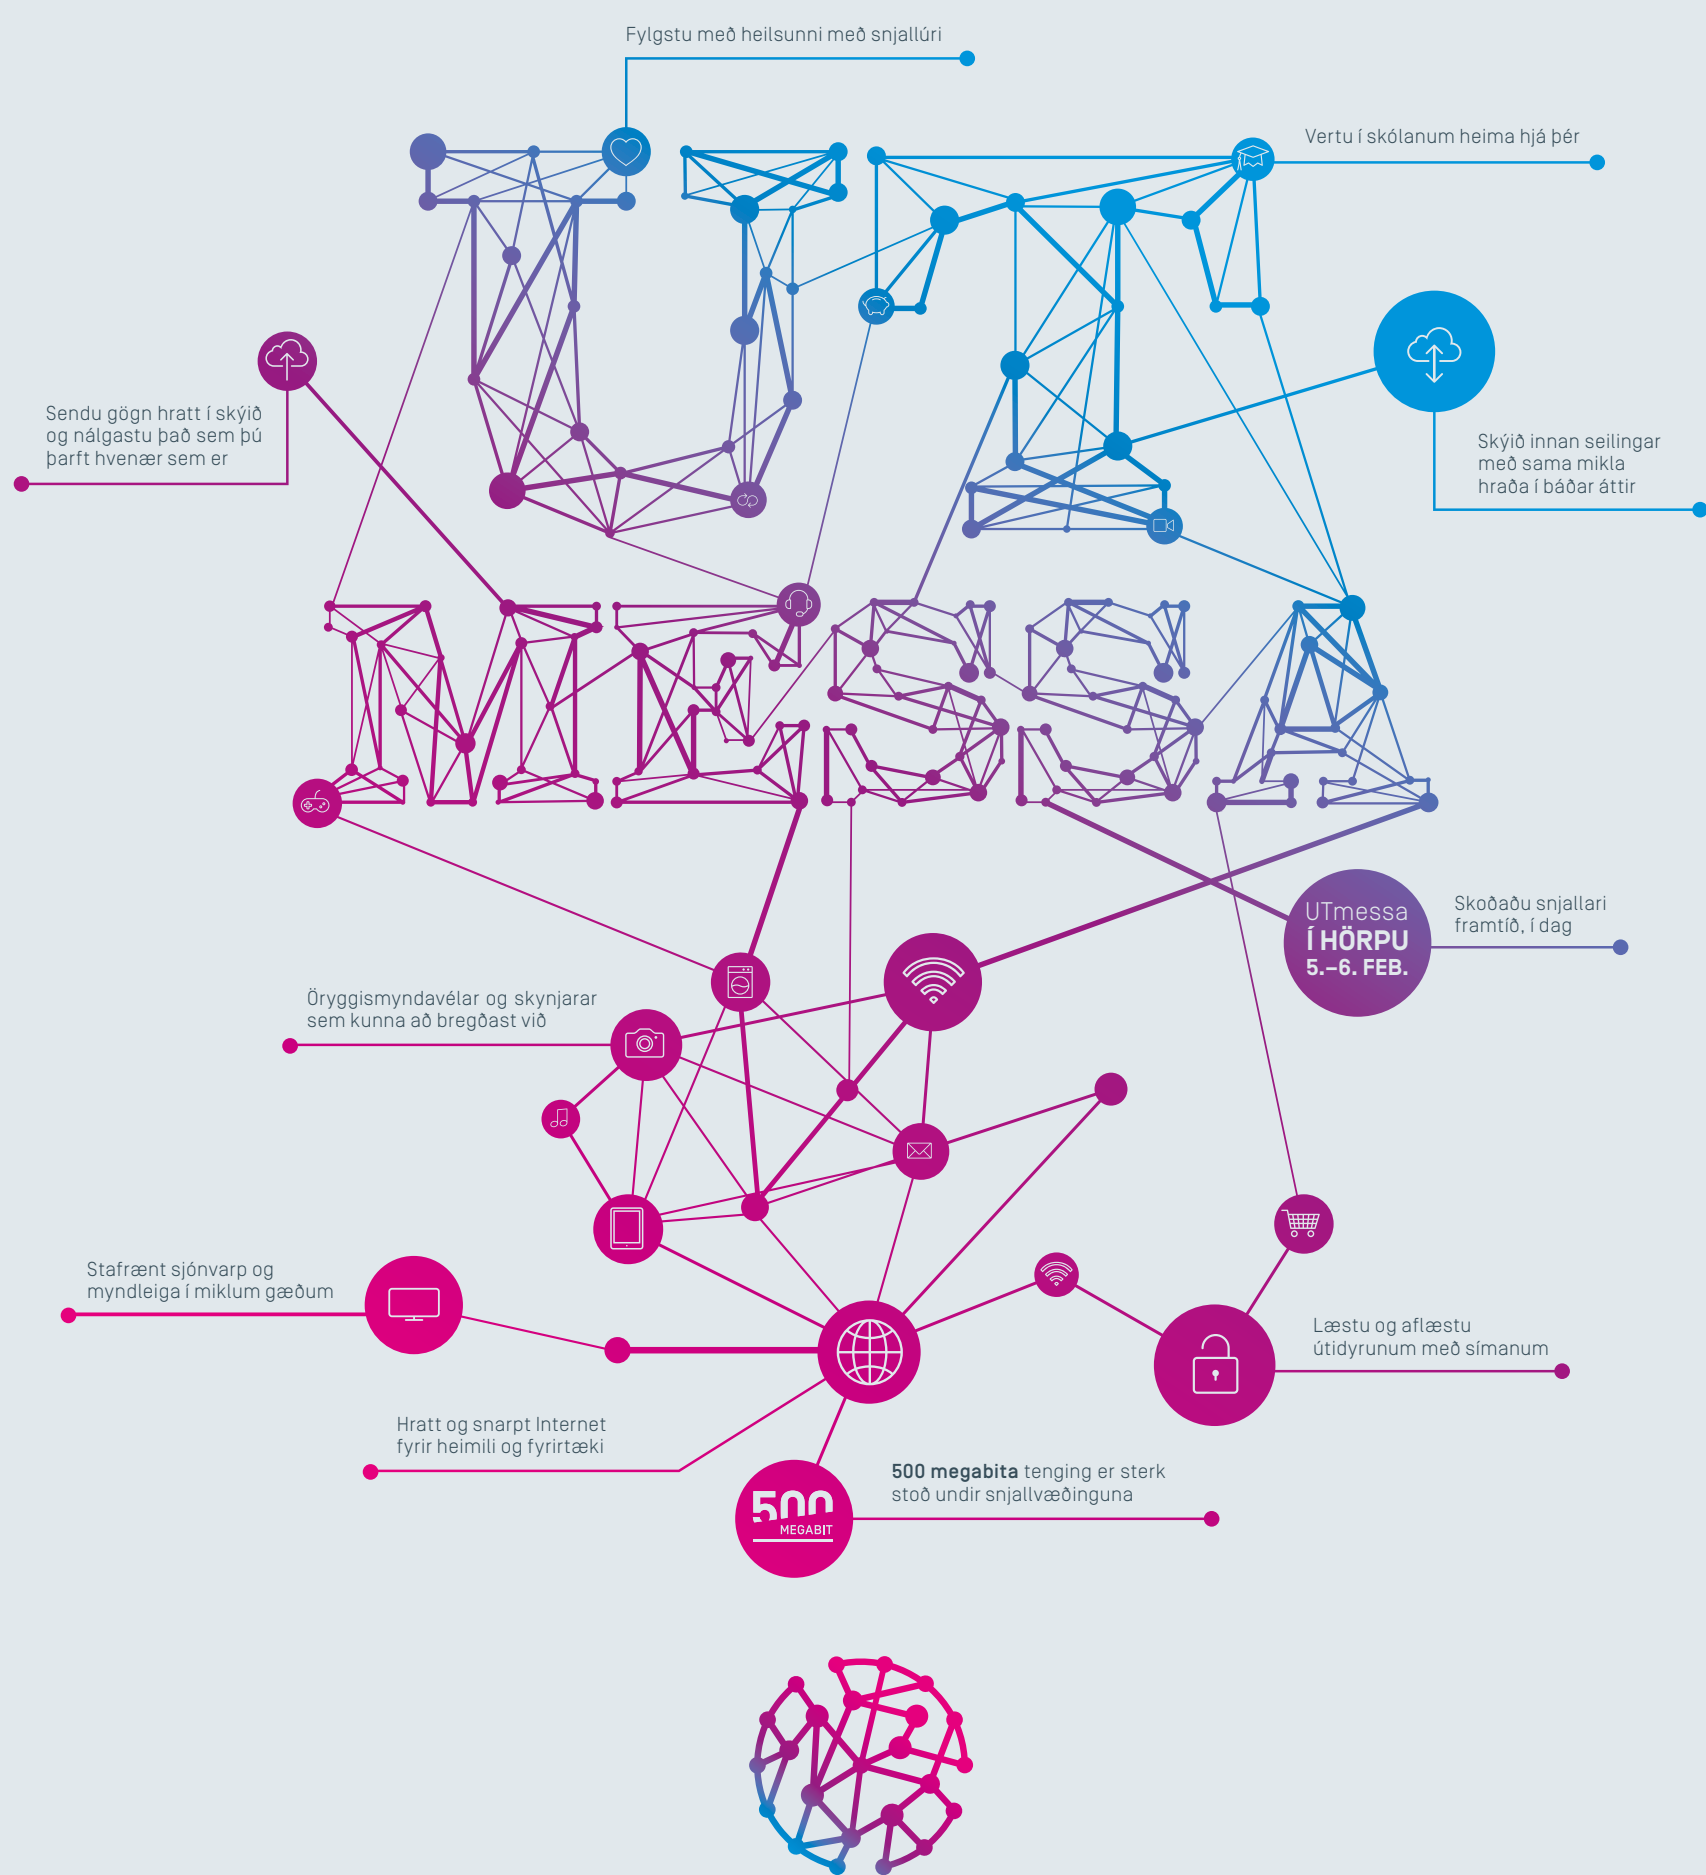 Fylgstu með heilsunni með snjallúri
Vertu í skólanum heima hjá þér
UT
Sendu gögn hratt í skýið
og nálgastu það sem þú
þarft hvenær sem er
Skýið innan seilingar
með sama mikla
hraða í báðar áttir
MESSA
UTmessa
Í HÖRPU
5.–6. FEB.
Skoðaðu snjallari
framtíð, í dag
Öryggismyndavélar og skynjarar
sem kunna að bregðast við
Stafrænt sjónvarp og
myndleiga í miklum gæðum
Læstu og aflæstu
útidyrunum með símanum
Hratt og snarpt Internet
fyrir heimili og fyrirtæki
500 megabita tenging er sterk
stoð undir snjallvæðinguna
500
MEGABIT